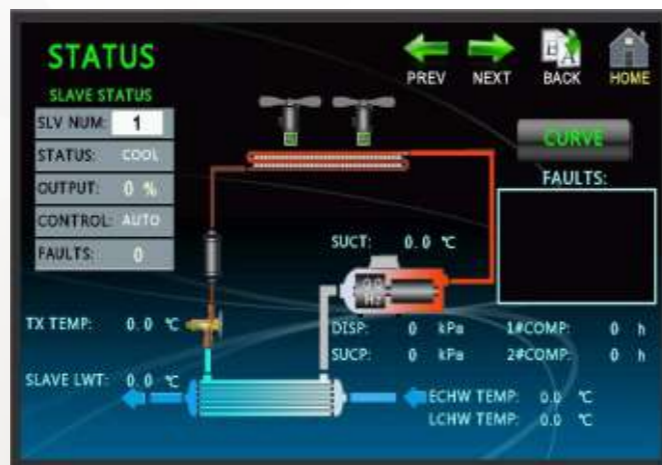 STATUS
PREV NEXT BACK HOME
SLAVE STATUS
SLV NUM: 1
STATUS: COOL
OUTPUT: 0 %
CONTROL: AUTO
FAULTS: 0
CURVE
FAULTS:
SUCT: 0.0 ℃
TX TEMP: 0.0 ℃
DISP: 0 kPa 1#COMP: 0 h
SUCP: 0 kPa 2#COMP: 0 h
SLAVE LWT: 0.0 ℃
ECHW TEMP: 0.0 ℃
LCHW TEMP: 0.0 ℃